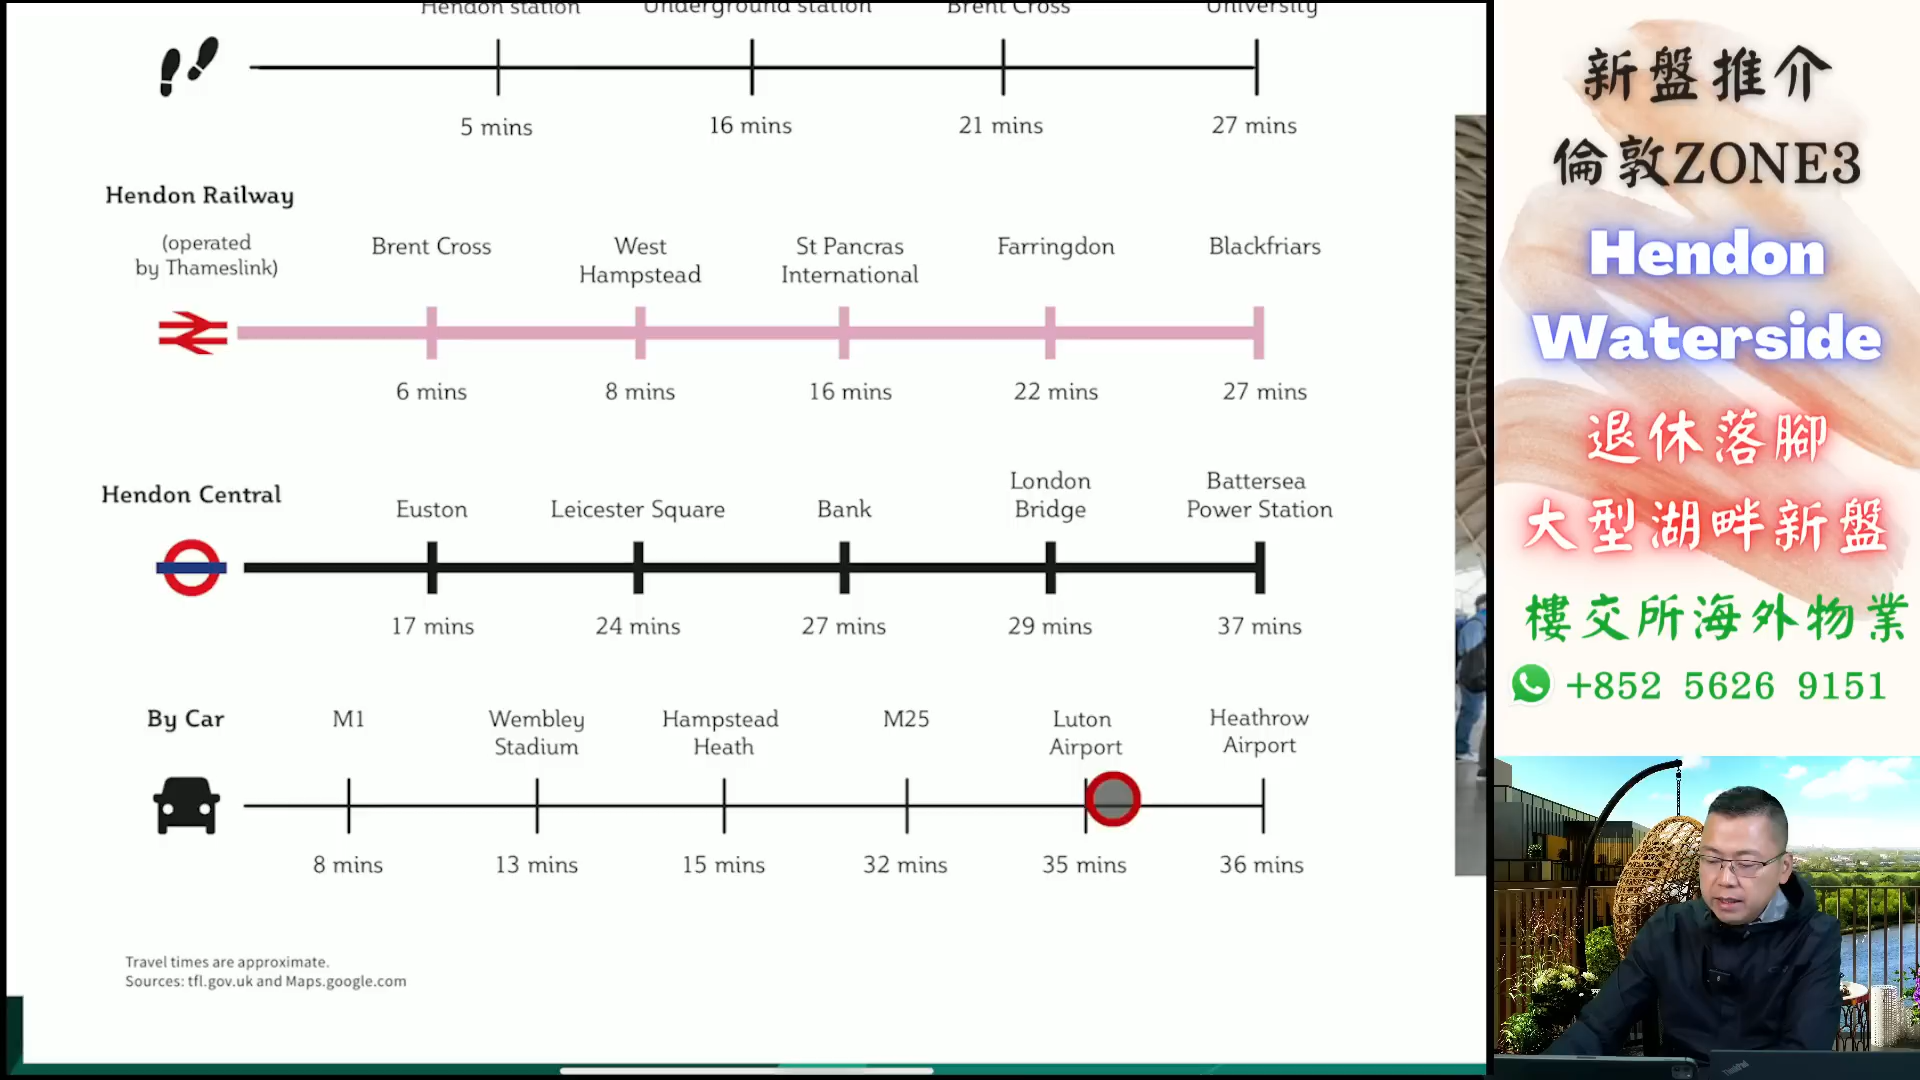 Hendon station
Underground station
Brent Cross
University
5 mins
16 mins
21 mins
27 mins
Hendon Railway
(operated
by Thameslink)
Brent Cross
West
Hampstead
St Pancras
International
Farringdon
Blackfriars
6 mins
8 mins
16 mins
22 mins
27 mins
Hendon Central
Euston
Leicester Square
Bank
London
Bridge
Battersea
Power Station
17 mins
24 mins
27 mins
29 mins
37 mins
By Car
M1
Wembley
Stadium
Hampstead
Heath
M25
Luton
Airport
Heathrow
Airport
8 mins
13 mins
15 mins
32 mins
35 mins
36 mins
Travel times are approximate.
Sources: tfl.gov.uk and Maps.google.com
新盤推介
倫敦ZONE3
Hendon
Waterside
退休落腳
大型湖畔新盤
樓交所海外物業
+852 5626 9151